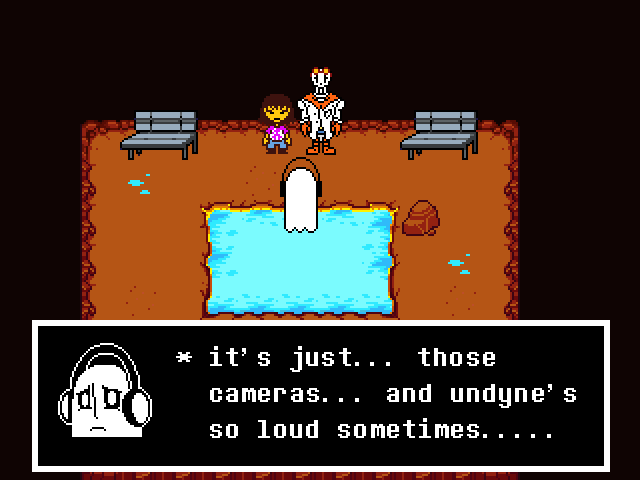 * it's just... those
cameras... and undyne's
so loud sometimes.....